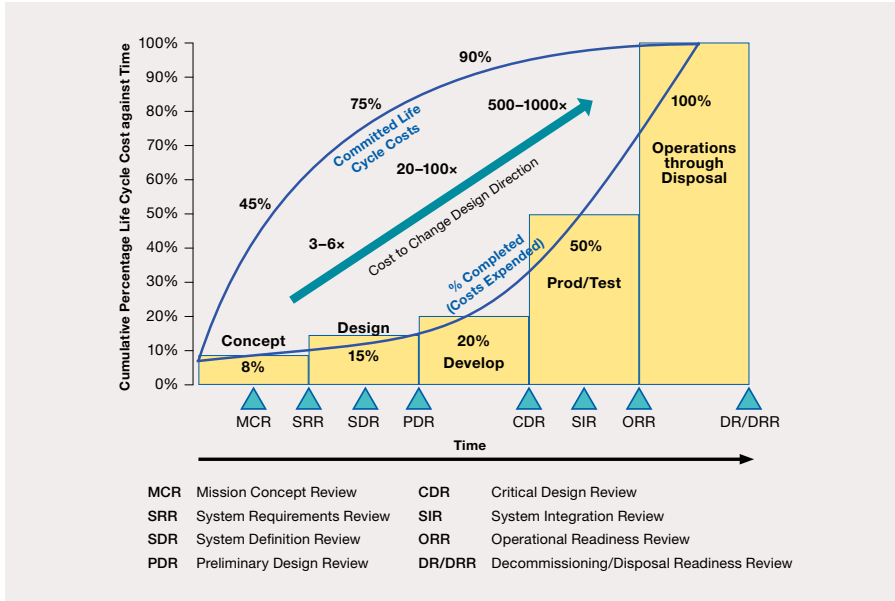 Cumulative Percentage Life Cycle Cost against Time
100%
90%
80%
70%
60%
50%
40%
30%
20%
10%
0%
45%
75%
90%
Committed Life
Cycle Costs
3–6×
20–100×
500–1000×
Cost to Change Design Direction
% Completed
(Costs Expended)
Concept
8%
Design
15%
20%
Develop
50%
Prod/Test
100%
Operations
through
Disposal
MCR SRR SDR PDR CDR SIR ORR DR/DRR
Time
MCR Mission Concept Review
SRR System Requirements Review
SDR System Definition Review
PDR Preliminary Design Review
CDR Critical Design Review
SIR System Integration Review
ORR Operational Readiness Review
DR/DRR Decommissioning/Disposal Readiness Review